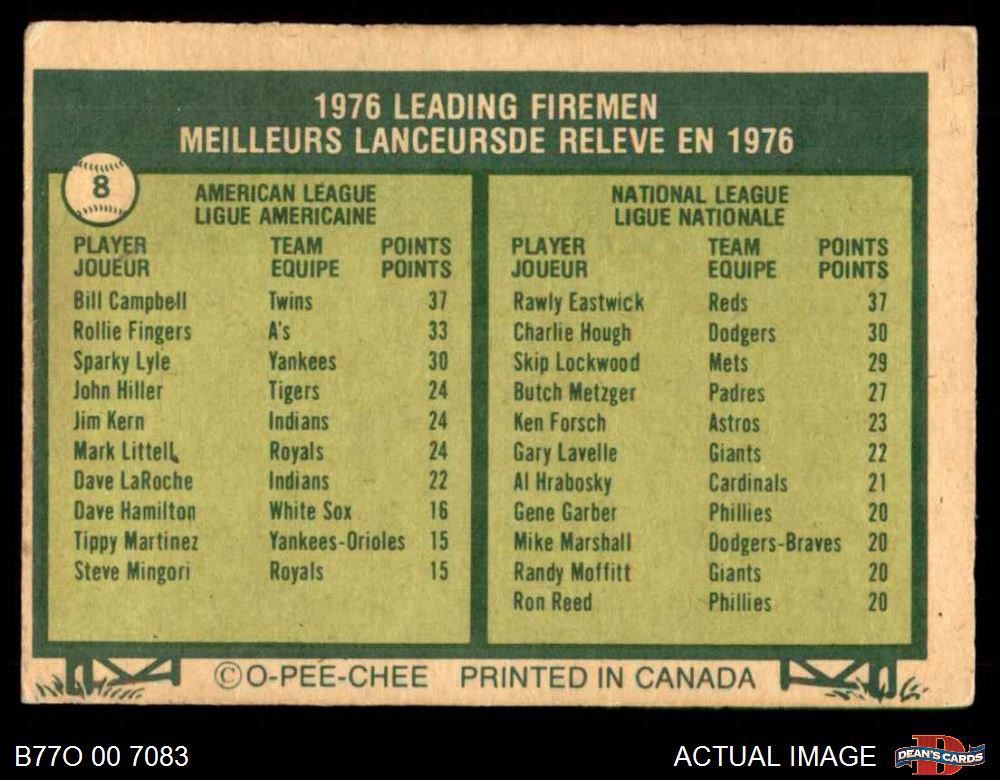 1976 LEADING FIREMEN
MEILLEURS LANCEURSDE RELEVE EN 1976
8
AMERICAN LEAGUE
LIGUE AMERICAINE
PLAYER TEAM POINTS
JOUEUR EQUIPE POINTS
Bill Campbell Twins 37
Rollie Fingers A's 33
Sparky Lyle Yankees 30
John Hiller Tigers 24
Jim Kern Indians 24
Mark Littell Royals 24
Dave LaRoche Indians 22
Dave Hamilton White Sox 16
Tippy Martinez Yankees-Orioles 15
Steve Mingori Royals 15
NATIONAL LEAGUE
LIGUE NATIONALE
PLAYER TEAM POINTS
JOUEUR EQUIPE POINTS
Rawly Eastwick Reds 37
Charlie Hough Dodgers 30
Skip Lockwood Mets 29
Butch Metzger Padres 27
Ken Forsch Astros 23
Gary Lavelle Giants 22
Al Hrabosky Cardinals 21
Gene Garber Phillies 20
Mike Marshall Dodgers-Braves 20
Randy Moffitt Giants 20
Ron Reed Phillies 20
©O-PEE-CHEE PRINTED IN CANADA
B77O 00 7083
ACTUAL IMAGE
DEAN'S CARDS